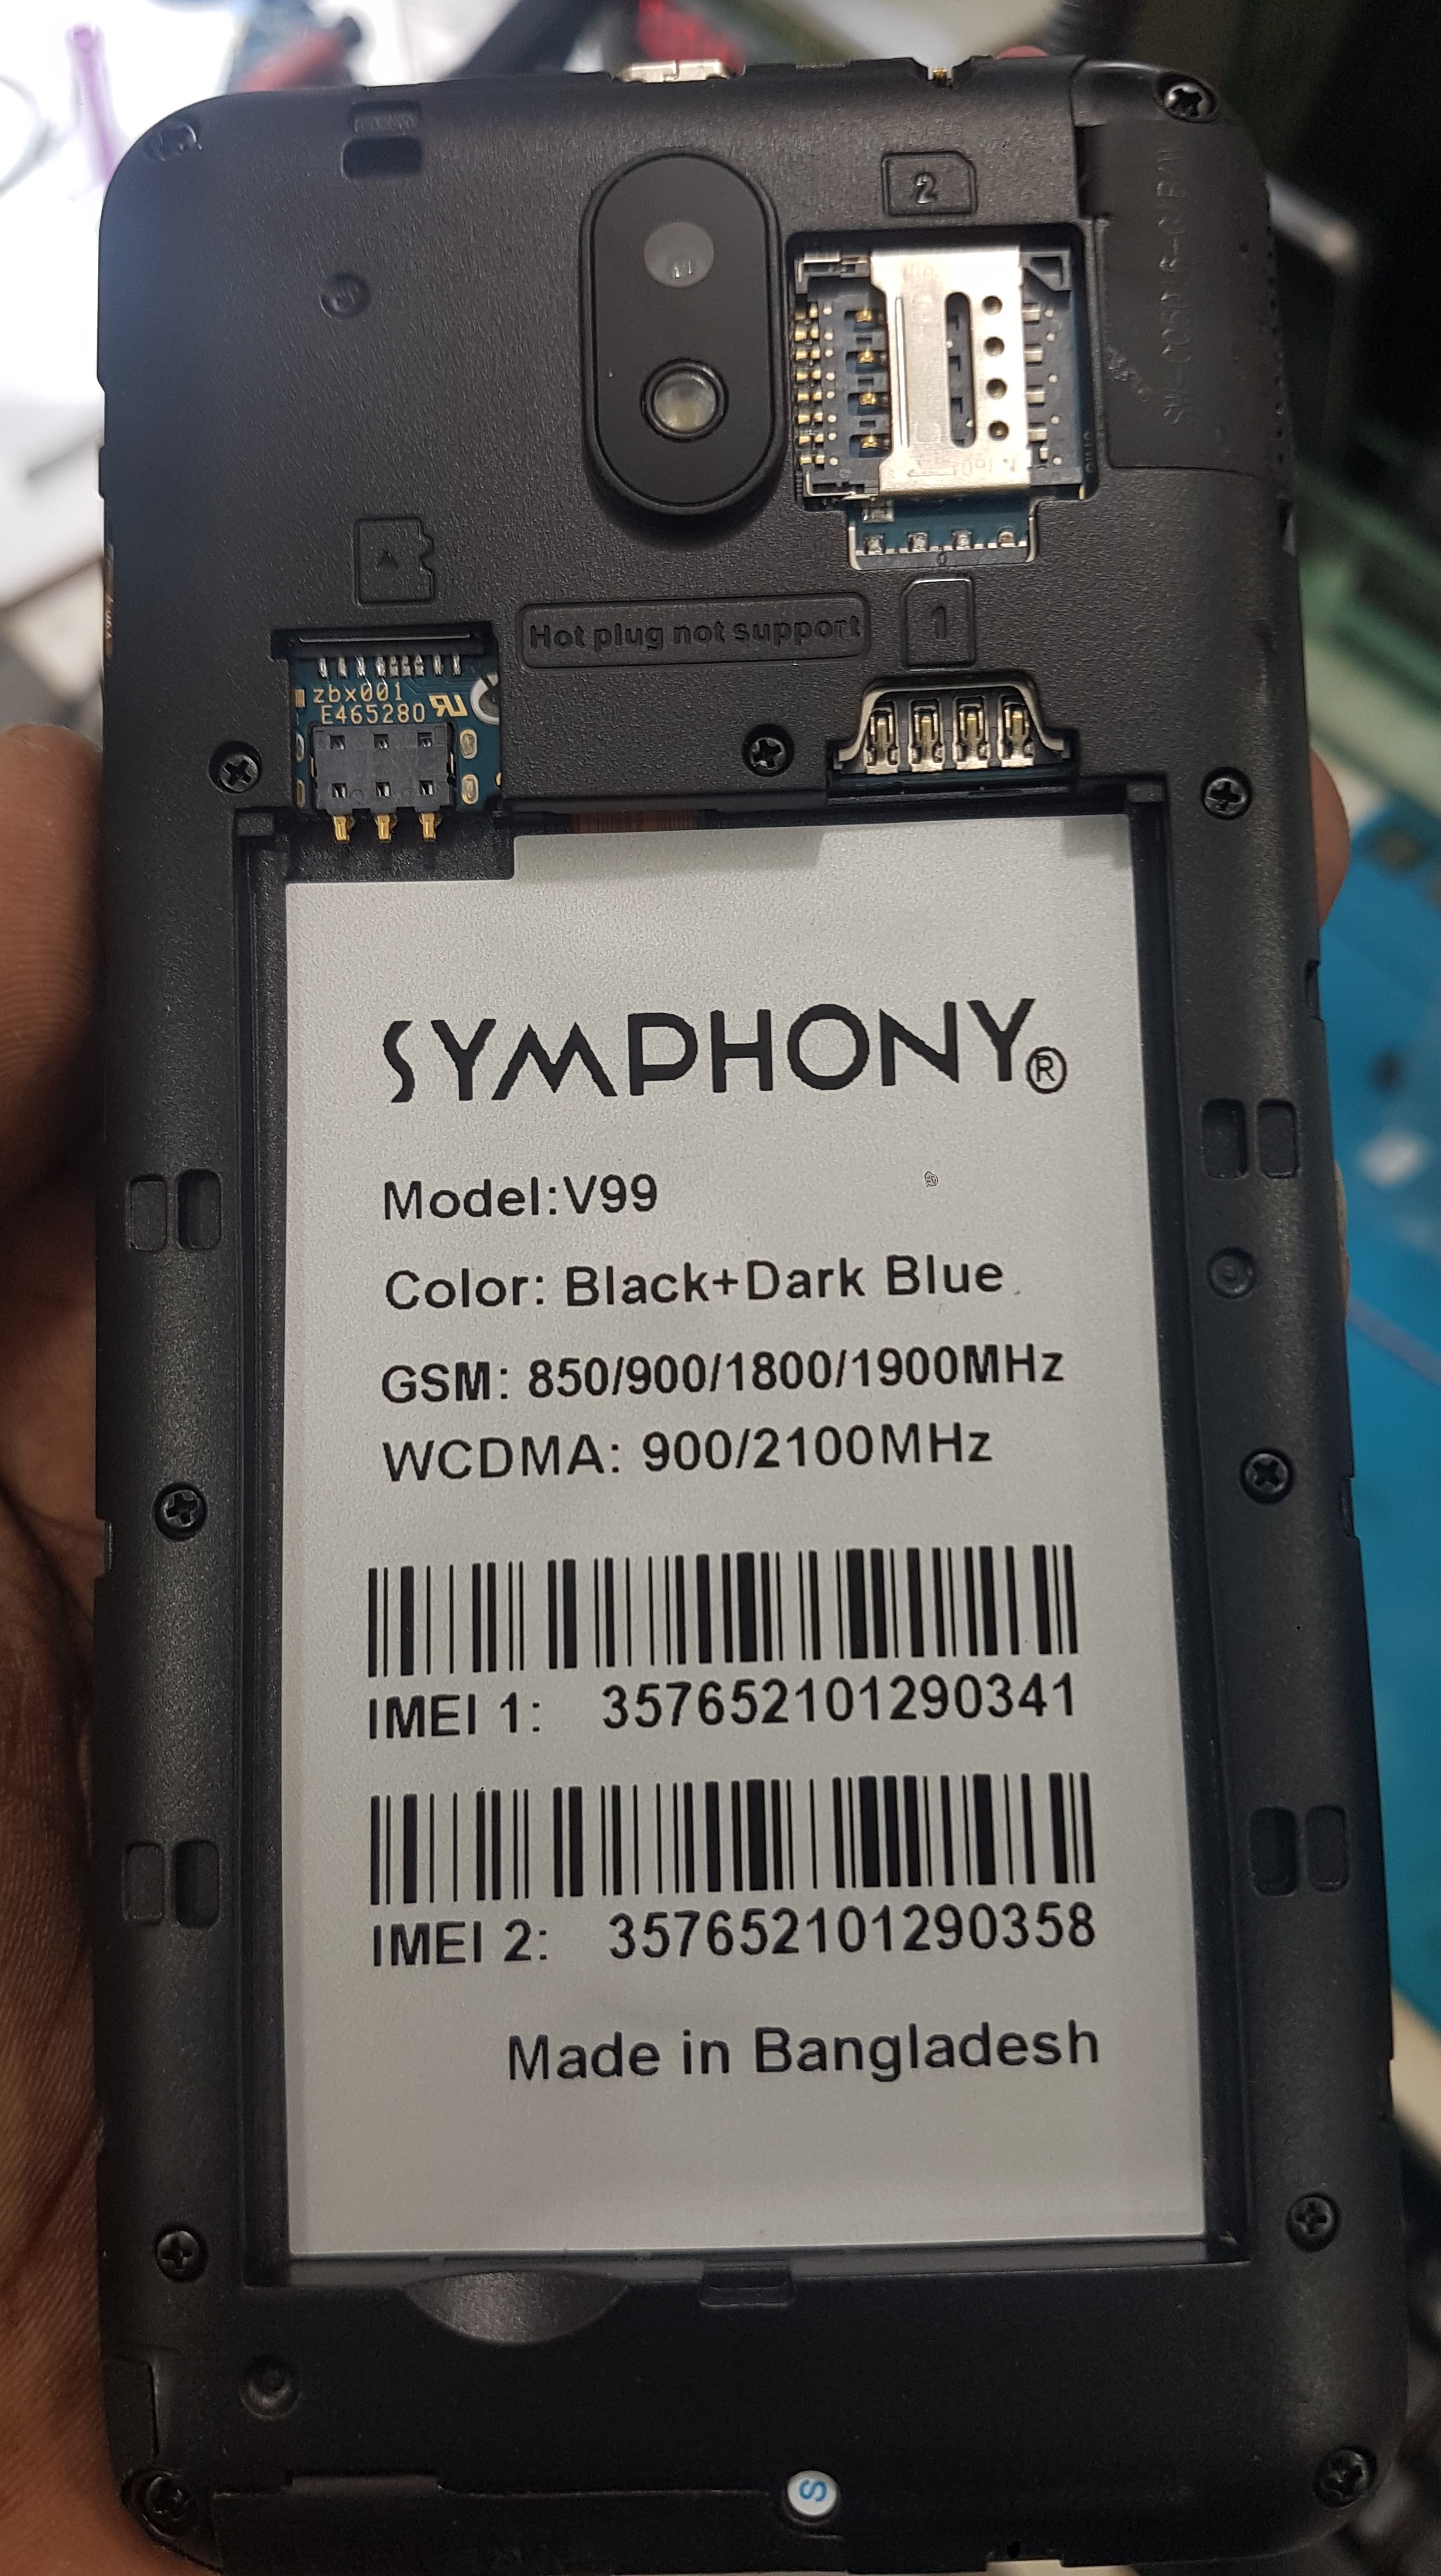 2
Hot plug not support
1
zbx001
E465280
SYMPHONY®
Model:V99
Color: Black+Dark Blue
GSM: 850/900/1800/1900MHz
WCDMA: 900/2100MHz
IMEI 1: 357652101290341
IMEI 2: 357652101290358
Made in Bangladesh
S